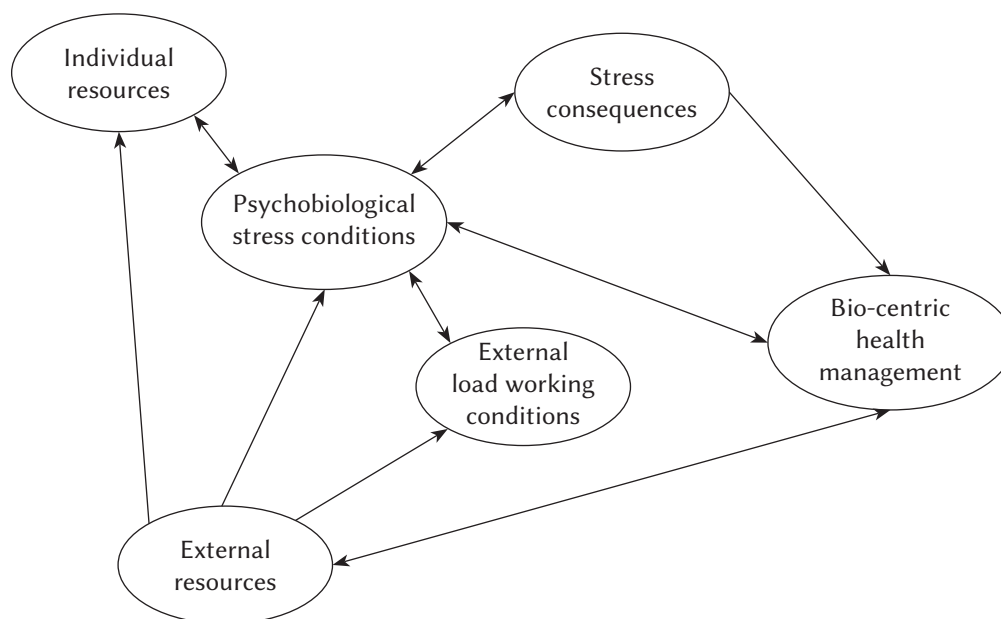 Individual
resources
Stress
consequences
Psychobiological
stress conditions
Bio-centric
health
management
External
load working
conditions
External
resources